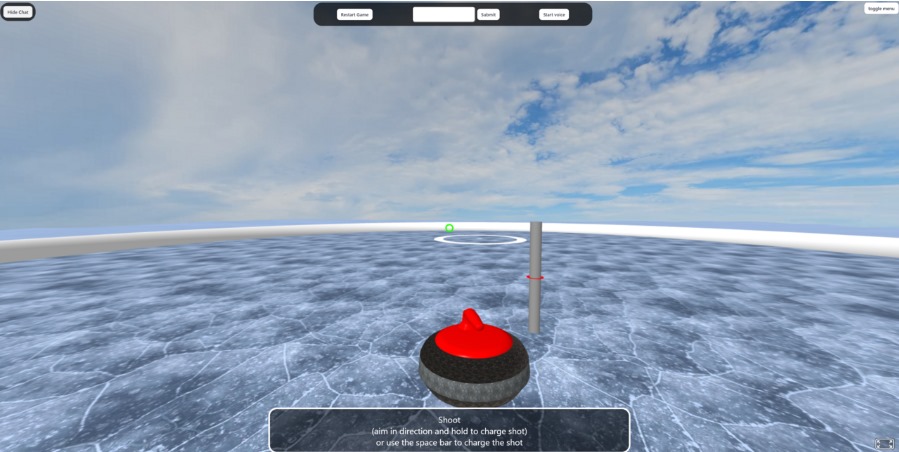 Hide Chat
Restart Game
Submit
Start voice
toggle menu
Shoot
(aim in direction and hold to charge shot)
or use the space bar to charge the shot